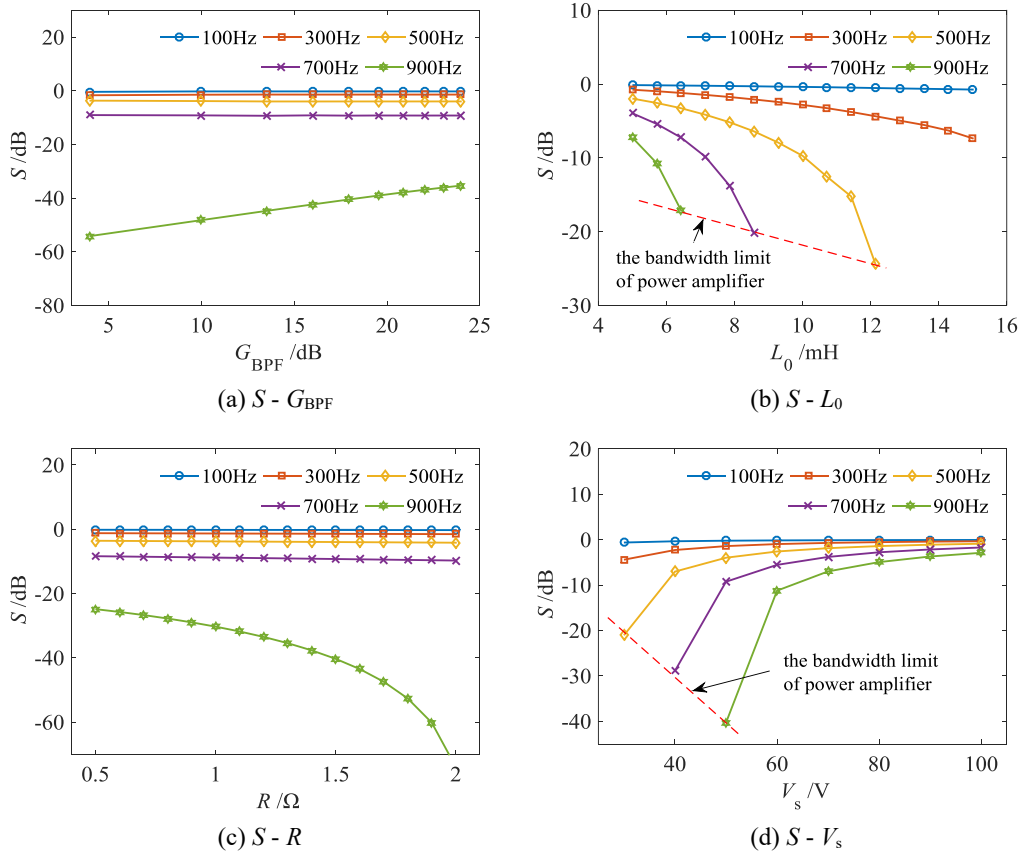 20
0
-20
-40
-60
-80
S /dB
100Hz 300Hz 500Hz
700Hz 900Hz
5 10 15 20 25
G_BPF /dB
(a) S - G_BPF
10
0
-10
-20
-30
S /dB
100Hz 300Hz 500Hz
700Hz 900Hz
the bandwidth limit
of power amplifier
4 6 8 10 12 14 16
L_0 /mH
(b) S - L_0
20
0
-20
-40
-60
S /dB
100Hz 300Hz 500Hz
700Hz 900Hz
0.5 1 1.5 2
R /Ω
(c) S - R
20
10
0
-10
-20
-30
-40
S /dB
100Hz 300Hz 500Hz
700Hz 900Hz
the bandwidth limit
of power amplifier
40 60 80 100
V_s /V
(d) S - V_s